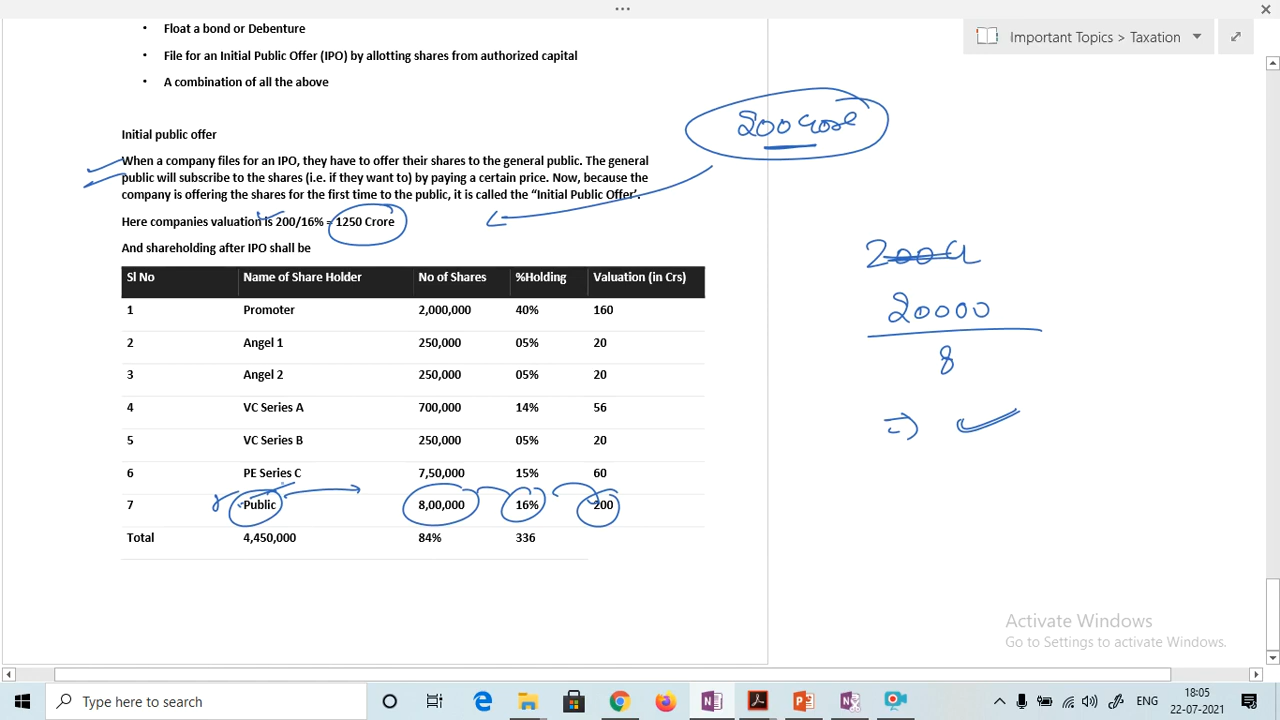 Float a bond or Debenture
Important Topics > Taxation
File for an Initial Public Offer (IPO) by allotting shares from authorized capital
A combination of all the above
200 Crore
Initial public offer
When a company files for an IPO, they have to offer their shares to the general public. The general
public will subscribe to the shares (i.e. if they want to) by paying a certain price. Now, because the
company is offering the shares for the first time to the public, it is called the “Initial Public Offer’.
Here companies valuation is 200/16% = 1250 Crore
And shareholding after IPO shall be
Sl No Name of Share Holder No of Shares %Holding Valuation (in Crs)
1 Promoter 2,000,000 40% 160
2 Angel 1 250,000 05% 20
3 Angel 2 250,000 05% 20
4 VC Series A 700,000 14% 56
5 VC Series B 250,000 05% 20
6 PE Series C 7,50,000 15% 60
7 Public 8,00,000 16% 200
Total 4,450,000 84% 336
20000
8
Activate Windows
Go to Settings to activate Windows.
Type here to search
ENG
18:05
22-07-2021